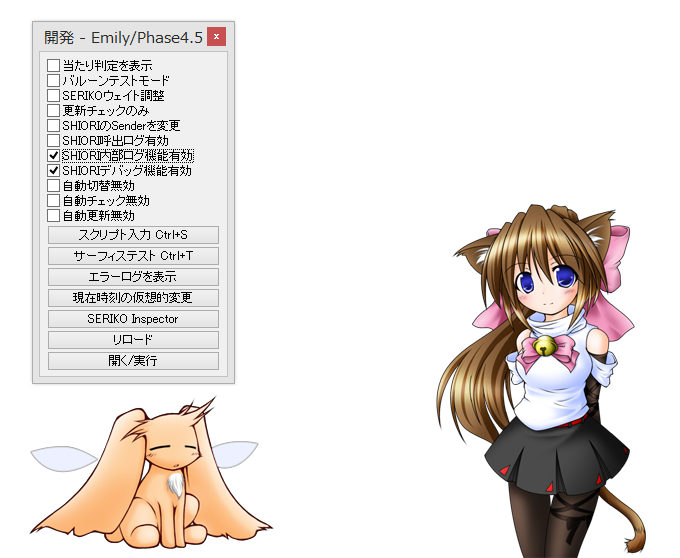 開発 - Emily/Phase4.5
x
当たり判定を表示
バルーンテストモード
SERIKOウェイト調整
更新チェックのみ
SHIORIのSenderを変更
SHIORI呼出ログ有効
SHIORI内部ログ機能有効
SHIORIデバッグ機能有効
自動切替無効
自動チェック無効
自動更新無効
スクリプト入力 Ctrl+S
サーフィステスト Ctrl+T
エラーログを表示
現在時刻の仮想的変更
SERIKO Inspector
リロード
開く/実行